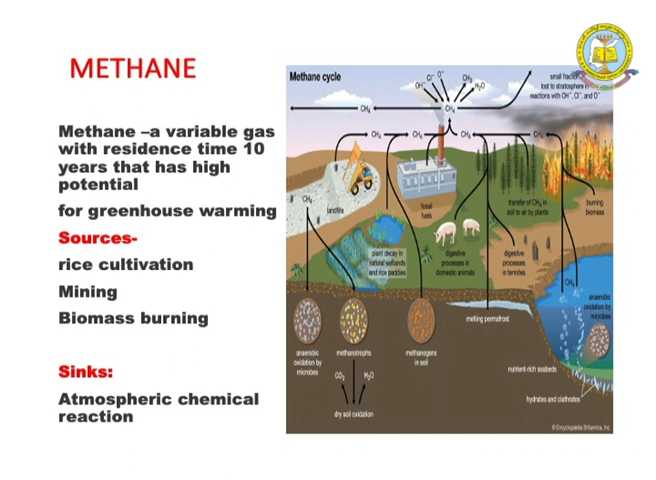 METHANE
Methane –a variable gas
with residence time 10
years that has high
potential
for greenhouse warming
Sources-
rice cultivation
Mining
Biomass burning
Sinks:
Atmospheric chemical
reaction
Methane cycle
Cl⁻ O⁻
OH⁻
CH₃
H₂O
small fraction
lost to stratosphere in
reactions with OH⁻, Cl⁻, and O⁻
CH₄
CH₄
CH₄
CH₄
CH₄
CH₄
CH₄
landfills
fossil
fuels
transfer of CH₄ in
soil to air by plants
burning
biomass
plant decay in
natural wetlands
and rice paddies
digestive
processes in
domestic animals
digestive
processes
in termites
CH₄
anaerobic
oxidation by
microbes
melting permafrost
anaerobic
oxidation by
microbes
methanotrophs
methanogens
in soil
CO₂
H₂O
dry soil oxidation
nutrient-rich seabeds
hydrates and clathrates
© Encyclopædia Britannica, Inc.